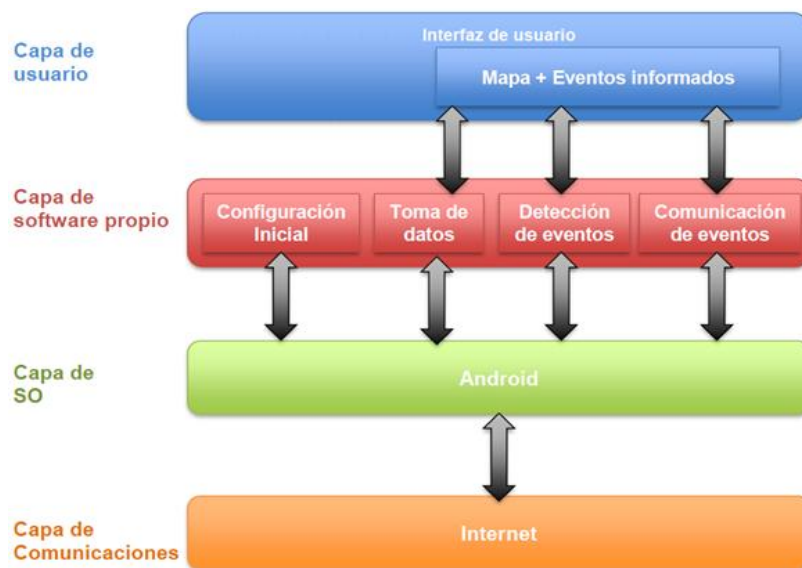 Capa de
usuario
Interfaz de usuario
Mapa + Eventos informados
Capa de
software propio
Configuración
Inicial
Toma de
datos
Detección
de eventos
Comunicación
de eventos
Capa de
SO
Android
Capa de
Comunicaciones
Internet